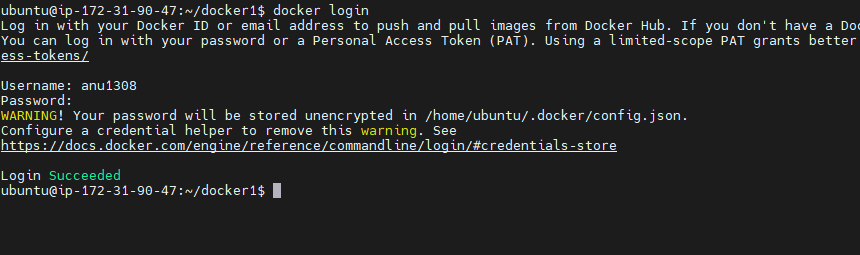 ubuntu@ip-172-31-90-47:~/docker1$ docker login
Log in with your Docker ID or email address to push and pull images from Docker Hub. If you don't have a Doc
You can log in with your password or a Personal Access Token (PAT). Using a limited-scope PAT grants better
ess-tokens/
Username: anu1308
Password:
WARNING! Your password will be stored unencrypted in /home/ubuntu/.docker/config.json.
Configure a credential helper to remove this warning. See
https://docs.docker.com/engine/reference/commandline/login/#credentials-store
Login Succeeded
ubuntu@ip-172-31-90-47:~/docker1$